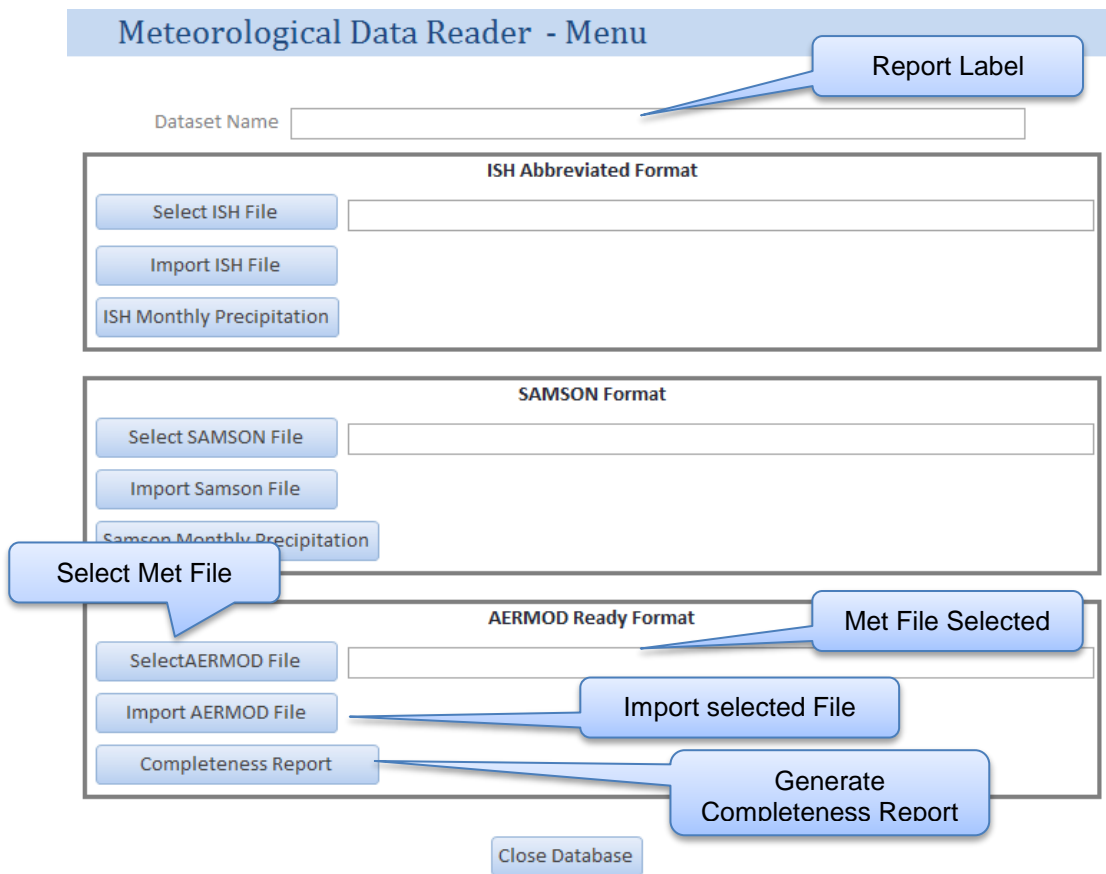 Meteorological Data Reader - Menu
Report Label
Dataset Name
ISH Abbreviated Format
Select ISH File
Import ISH File
ISH Monthly Precipitation
SAMSON Format
Select SAMSON File
Import Samson File
Samson Monthly Precipitation
Select Met File
AERMOD Ready Format
Met File Selected
SelectAERMOD File
Import AERMOD File
Import selected File
Completeness Report
Generate
Completeness Report
Close Database